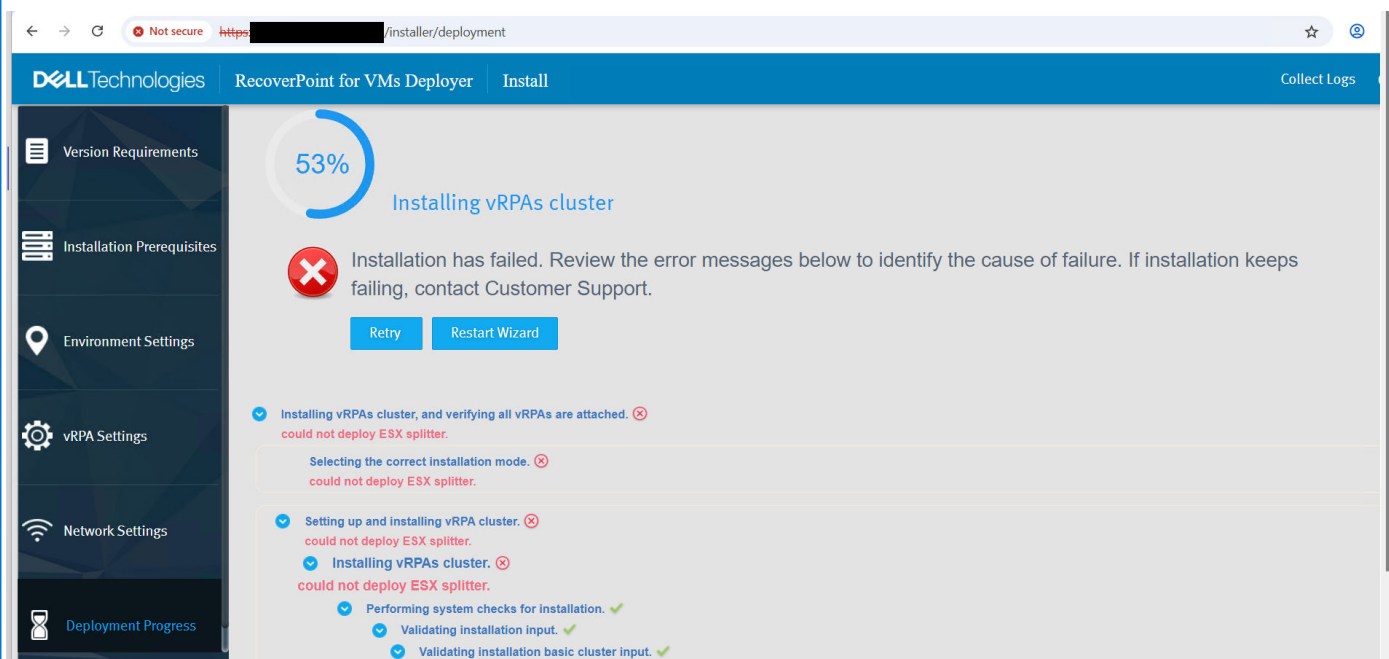 Not secure https: /installer/deployment
DELLTechnologies RecoverPoint for VMs Deployer Install Collect Logs
Version Requirements
Installation Prerequisites
Environment Settings
vRPA Settings
Network Settings
Deployment Progress
53%
Installing vRPAs cluster
Installation has failed. Review the error messages below to identify the cause of failure. If installation keeps
failing, contact Customer Support.
Retry Restart Wizard
Installing vRPAs cluster, and verifying all vRPAs are attached.
could not deploy ESX splitter.
Selecting the correct installation mode.
could not deploy ESX splitter.
Setting up and installing vRPA cluster.
could not deploy ESX splitter.
Installing vRPAs cluster.
could not deploy ESX splitter.
Performing system checks for installation.
Validating installation input.
Validating installation basic cluster input.